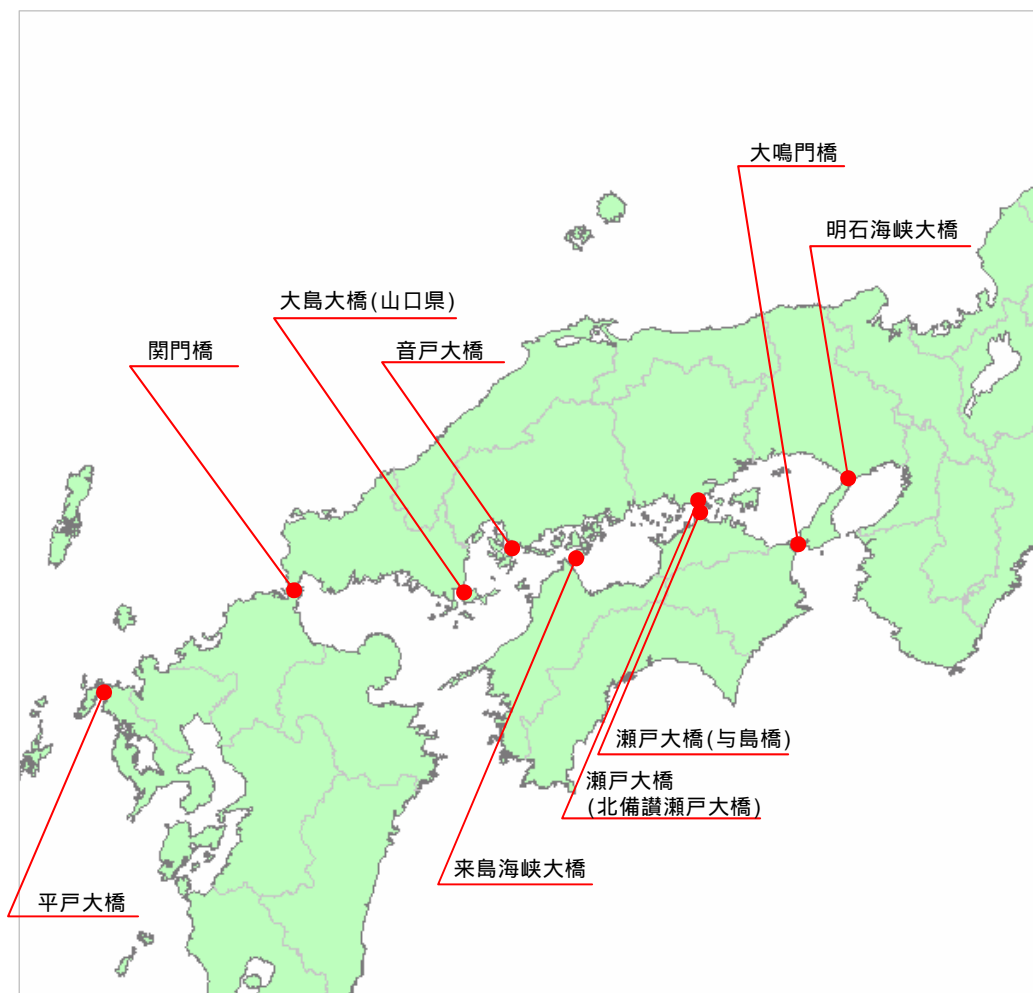 大鳴門橋
明石海峡大橋
大島大橋(山口県)
音戸大橋
関門橋
瀬戸大橋(与島橋)
瀬戸大橋
(北備讃瀬戸大橋)
来島海峡大橋
平戸大橋